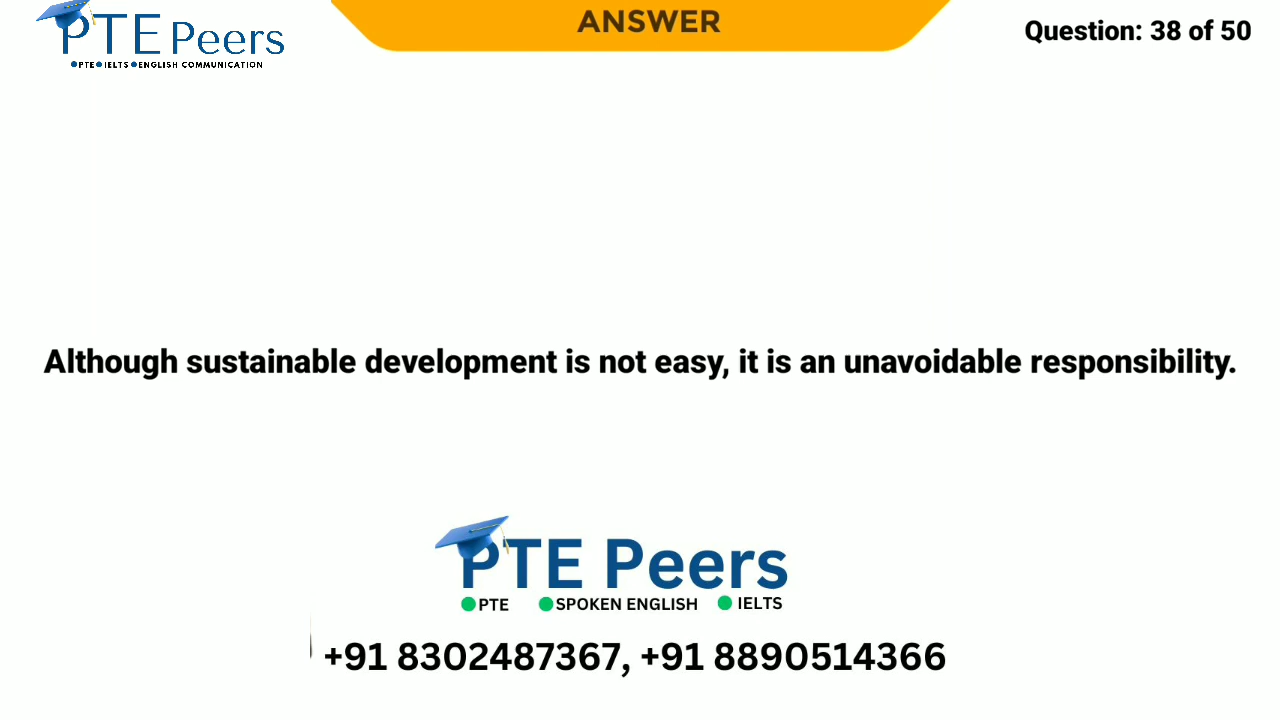 PTE Peers
PTE IELTS ENGLISH COMMUNICATION
ANSWER
Question: 38 of 50
Although sustainable development is not easy, it is an unavoidable responsibility.
PTE Peers
PTE SPOKEN ENGLISH IELTS
+91 8302487367, +91 8890514366